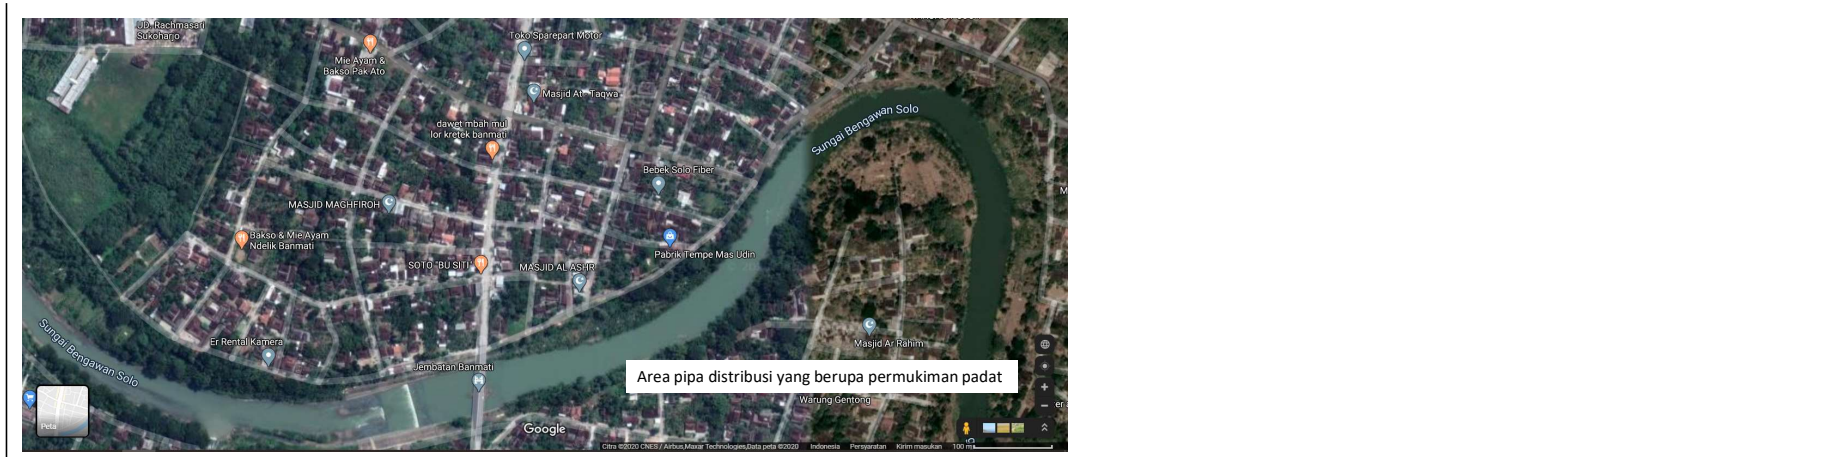 UD. Rachmasari
Sukoharjo
Toko Sparepart Motor
Mie Ayam &
Bakso Pak Ato
Masjid At - Taqwa
Sungai Bengawan Solo
dawet mbah mul
lor kretek banmati
Bebek Solo Fiber
MASJID MAGHFIROH
Bakso & Mie Ayam
Ndelik Banmati
Pabrik Tempe Mas Udin
SOTO "BU SITI"
MASJID AL ASHR
Sungai Bengawan Solo
Er Rental Kamera
Masjid Ar Rahim
Jembatan Banmati
Area pipa distribusi yang berupa permukiman padat
Warung Gentong
Peta
Google
Citra ©2020 CNES / Airbus,Maxar Technologies,Data peta ©2020 Indonesia Persyaratan Kirim masukan 100 m